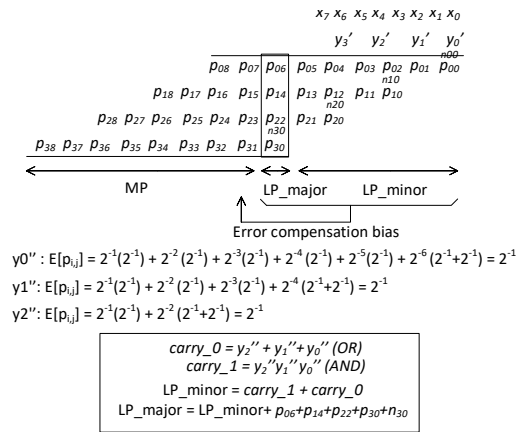 x7 x6 x5 x4 x3 x2 x1 x0
y3′ y2′ y1′ y0′
n00
p08 p07 p06 p05 p04 p03 p02 p01 p00
n10
p18 p17 p16 p15 p14 p13 p12 p11 p10
n20
p28 p27 p26 p25 p24 p23 p22 p21 p20
n30
p38 p37 p36 p35 p34 p33 p32 p31 p30
MP LP_major LP_minor
Error compensation bias
y0'' : E[pi,j] = 2-1(2-1) + 2-2 (2-1) + 2-3(2-1) + 2-4 (2-1) + 2-5(2-1) + 2-6 (2-1+2-1) = 2-1
y1'': E[pi,j] = 2-1(2-1) + 2-2 (2-1) + 2-3(2-1) + 2-4 (2-1+2-1) = 2-1
y2'': E[pi,j] = 2-1(2-1) + 2-2 (2-1+2-1) = 2-1
carry_0 = y2'' + y1''+ y0'' (OR)
carry_1 = y2''y1''y0'' (AND)
LP_minor = carry_1 + carry_0
LP_major = LP_minor+ p06+p14+p22+p30+n30